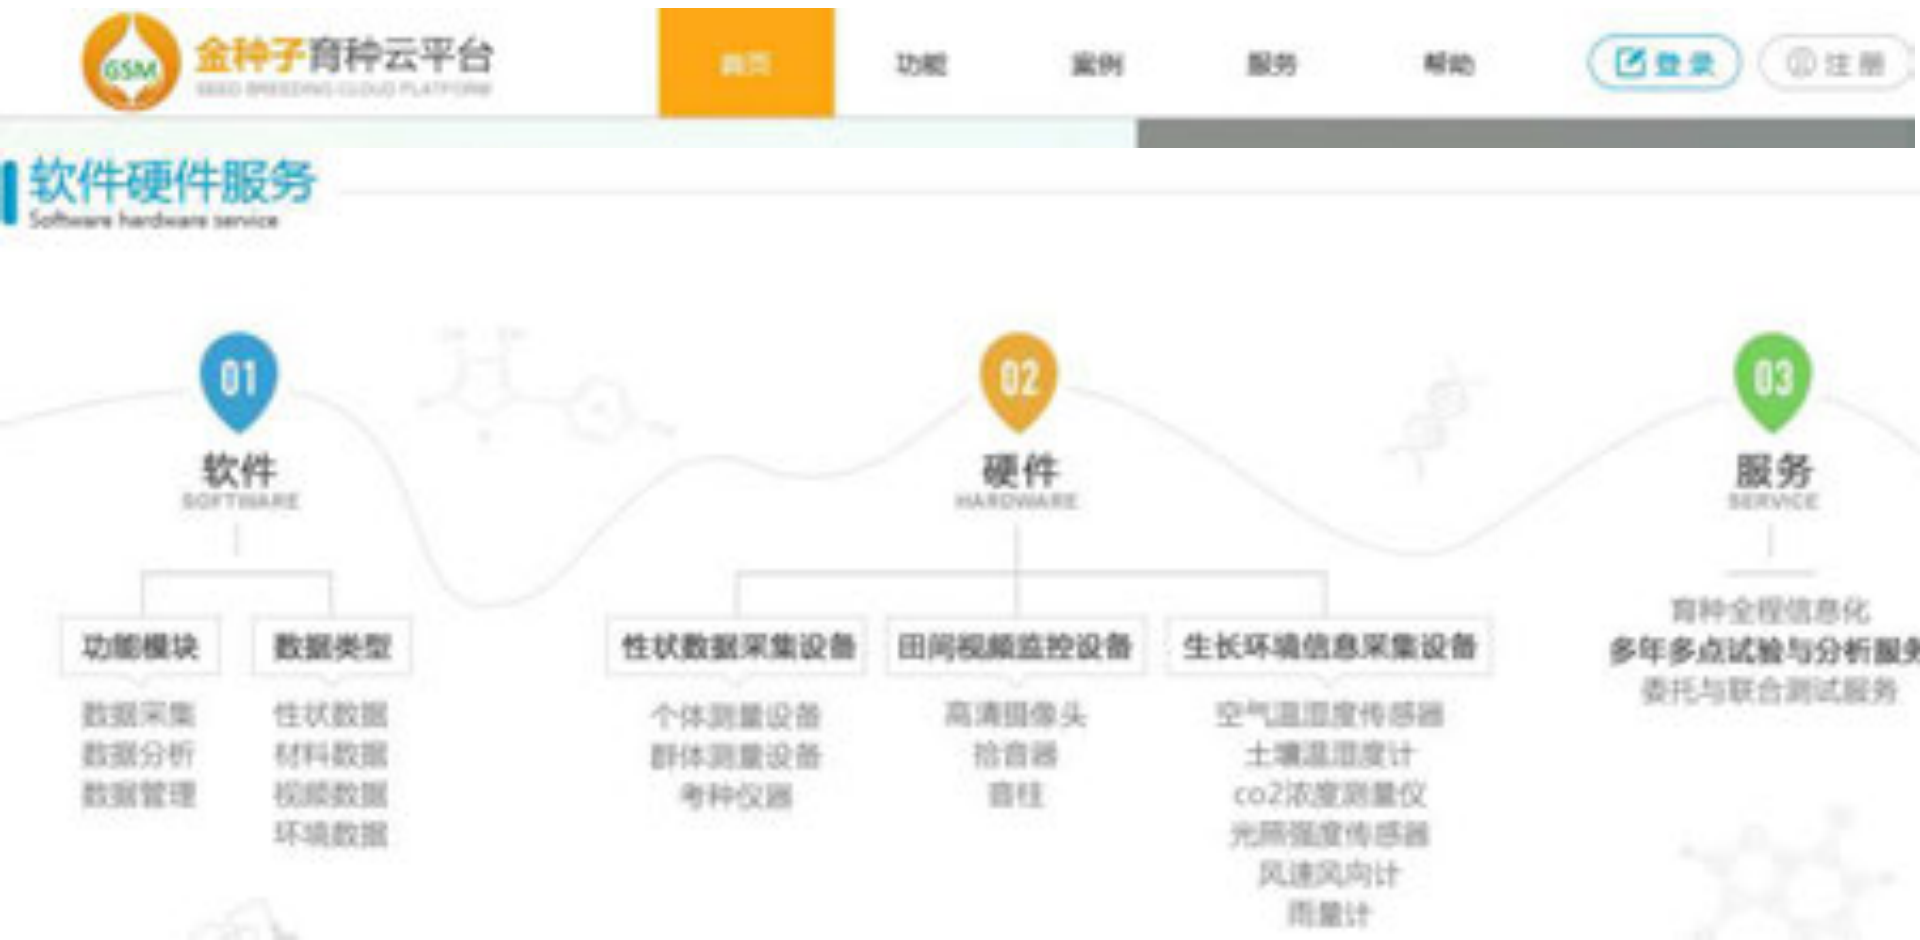 GSM
金种子育种云平台
SEED BREEDING CLOUD PLATFORM
首页 功能 案例 服务 帮助 登录 注册
软件硬件服务
Software hardware service
01
软件
SOFTWARE
功能模块
数据采集
数据分析
数据管理
数据类型
性状数据
材料数据
视频数据
环境数据
02
硬件
HARDWARE
性状数据采集设备
个体测量设备
群体测量设备
考种仪器
田间视频监控设备
高清摄像头
拾音器
音柱
生长环境信息采集设备
空气温湿度传感器
土壤温湿度计
co2浓度测量仪
光照强度传感器
风速风向计
雨量计
03
服务
SERVICE
育种全程信息化
多年多点试验与分析服务
委托与联合测试服务